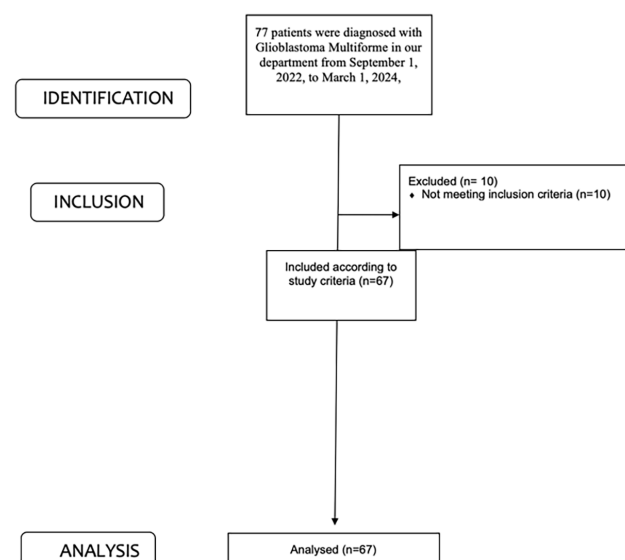 77 patients were diagnosed with
Glioblastoma Multiforme in our
department from September 1,
2022, to March 1, 2024,
IDENTIFICATION
Excluded (n= 10)
♦ Not meeting inclusion criteria (n=10)
INCLUSION
Included according to
study criteria (n=67)
ANALYSIS
Analysed (n=67)